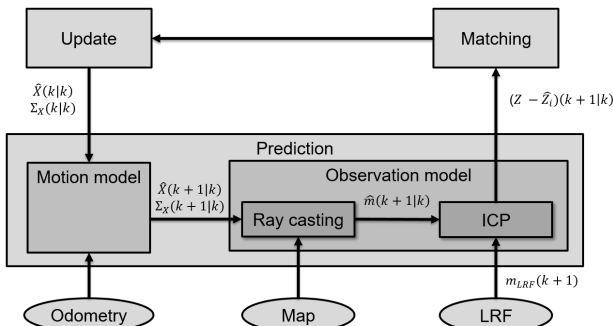 Update
Matching
X̂(k|k)
Σ_X(k|k)
(Z − Ẑ_i)(k + 1|k)
Prediction
Motion model
Observation model
X̂(k + 1|k)
Σ_X(k + 1|k)
Ray casting
m̂(k + 1|k)
ICP
m_LRF(k + 1)
Odometry
Map
LRF